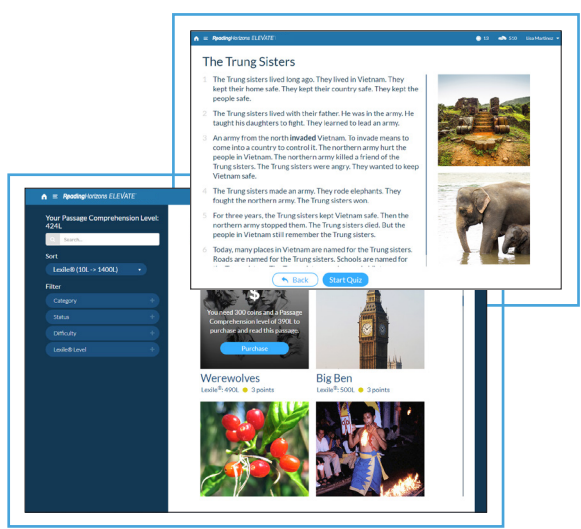 ReadingHorizons ELEVATE
The Trung Sisters
1 The Trung sisters lived long ago. They lived in Vietnam. They
kept their home safe. They kept their country safe. They kept the
people safe.
2 The Trung sisters lived with their father. He was in the army. He
taught his daughters to fight. They learned to lead an army.
3 An army from the north invaded Vietnam. To invade means to
come into a country to control it. The northern army hurt the
people in Vietnam. The northern army killed a friend of the
Trung sisters. The Trung Sisters were angry. They wanted to keep
Vietnam safe.
4 The Trung sisters made an army. They rode elephants. They
fought the northern army. The Trung Sisters won.
5 For three years, the Trung sisters kept Vietnam safe. Then the
northern army stopped them. The Trung Sisters died. But the
people in Vietnam still remember the Trung Sisters.
6 Today, many places in Vietnam are named for the Trung Sisters.
Roads are named for the Trung Sisters. Schools are named for
Back
Start Quiz
ReadingHorizons ELEVATE
Your Passage Comprehension Level:
424L
Search...
Sort
Lexile® (10L -> 1400L)
Filter
Category
Status
Difficulty
Lexile® Level
You need 300 coins and a Passage
Comprehension level of 390L to
purchase and read this passage.
Purchase
Werewolves
Lexile®: 490L 3 points
Big Ben
Lexile®: 500L 3 points